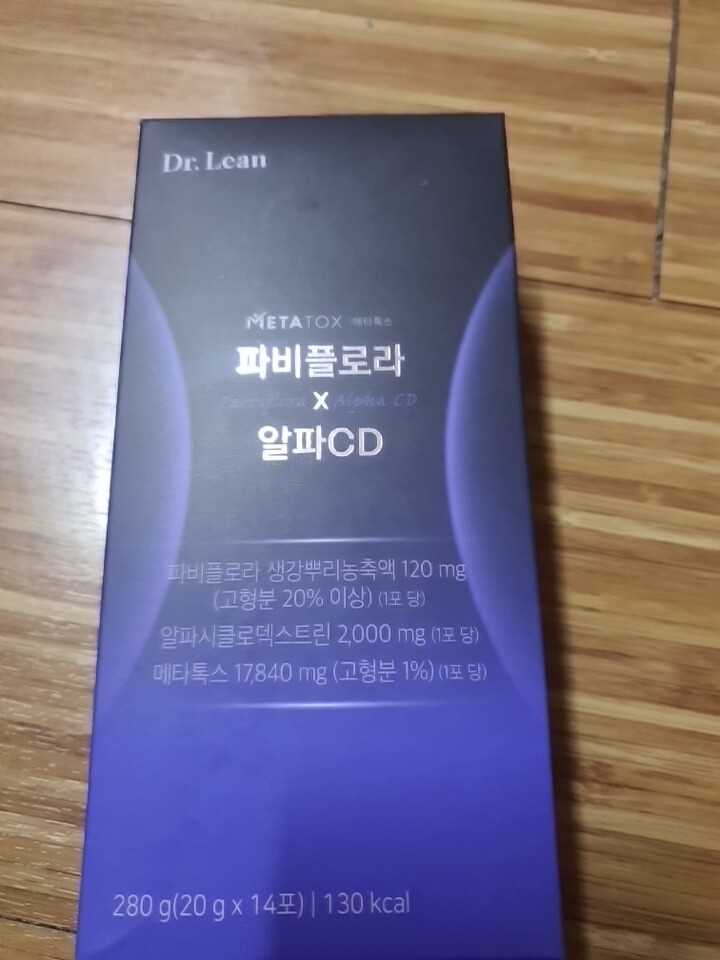 Dr. Lean
METATOX 메타톡스
파비플로라
Parviflora X Alpha CD
알파CD
파비플로라 생강뿌리농축액 120 mg
(고형분 20% 이상) (1포 당)
알파시클로덱스트린 2,000 mg (1포 당)
메타톡스 17,840 mg (고형분 1%) (1포 당)
280 g(20 g x 14포) | 130 kcal